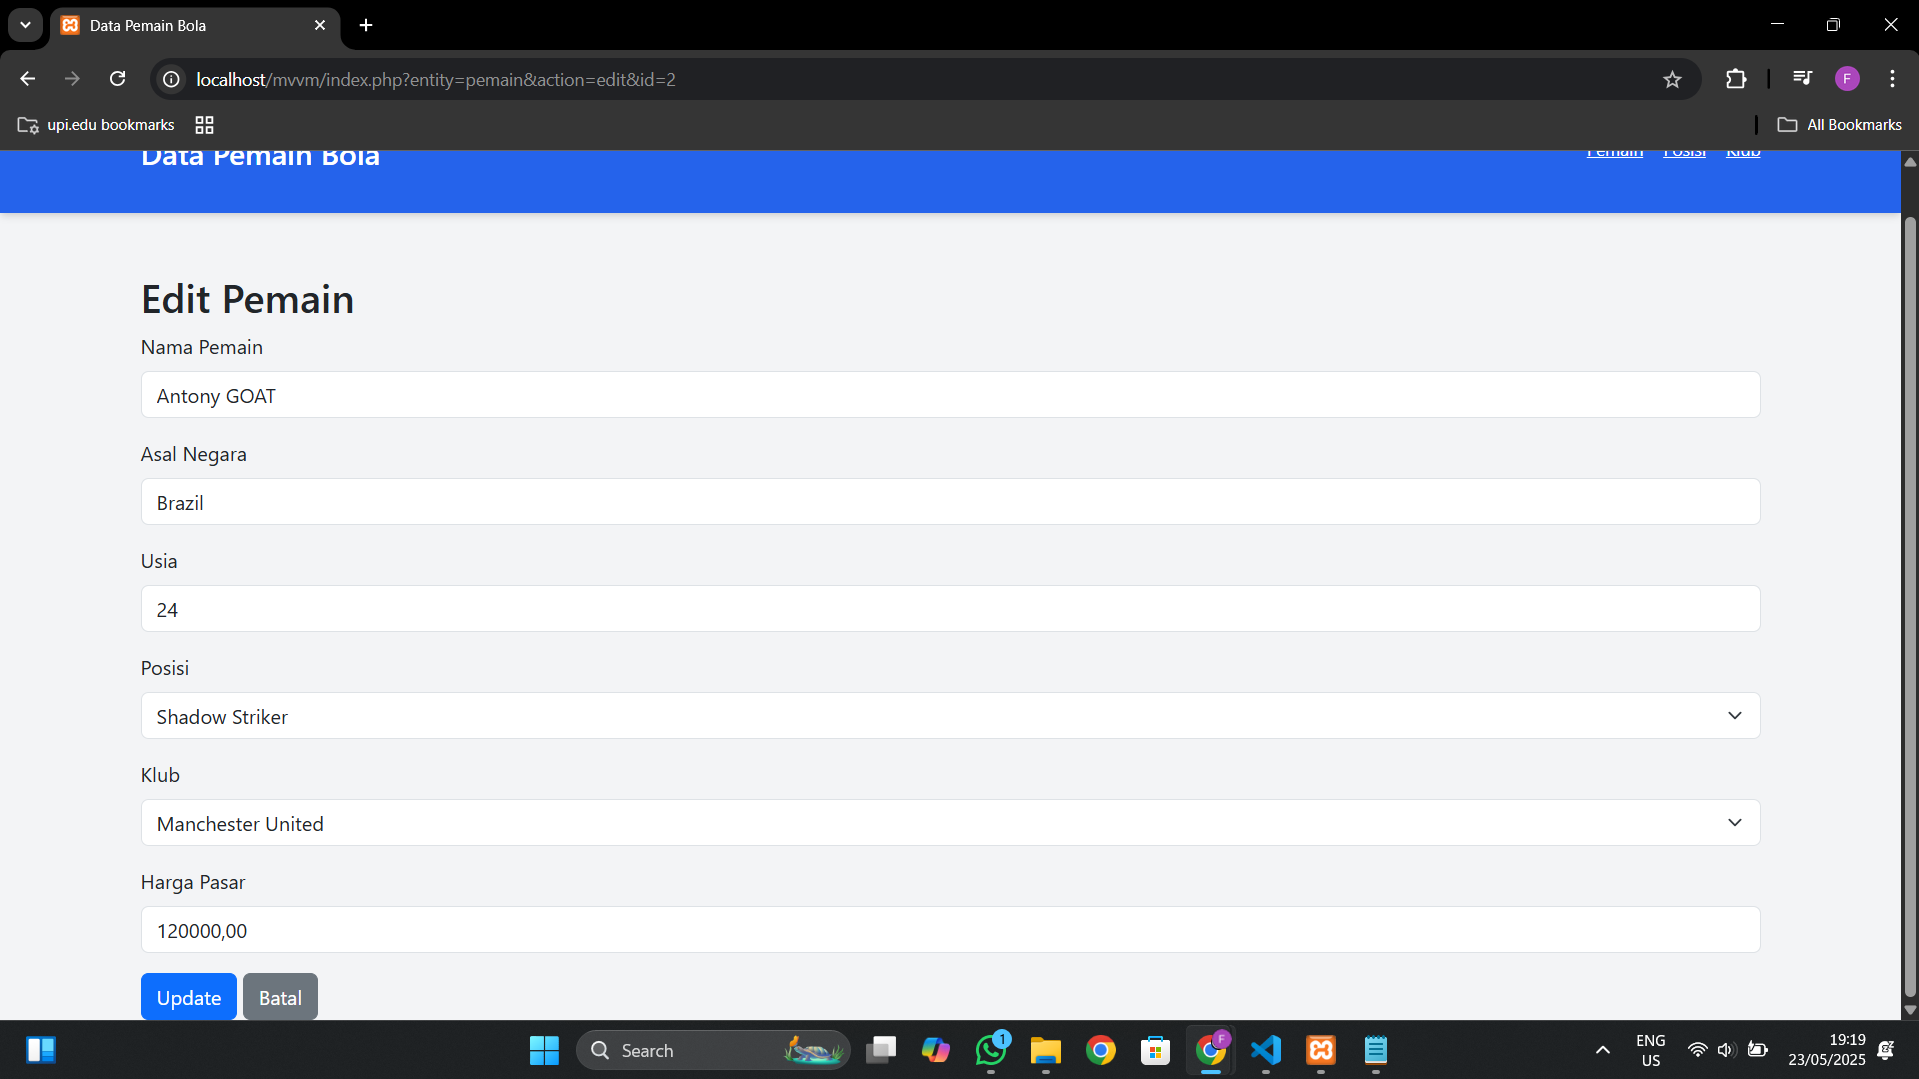 Data Pemain Bola
localhost/mvvm/index.php?entity=pemain&action=edit&id=2
F
upi.edu bookmarks
All Bookmarks
Data Pemain Bola
Pemain Posisi Klub
Edit Pemain
Nama Pemain
Antony GOAT
Asal Negara
Brazil
Usia
24
Posisi
Shadow Striker
Klub
Manchester United
Harga Pasar
120000,00
Update Batal
Search
1
F
ENG
US
19:19
23/05/2025